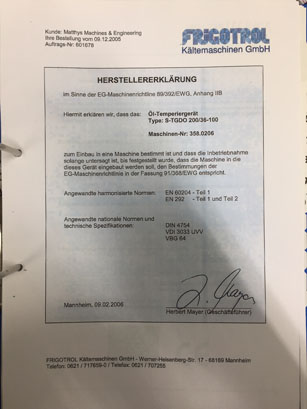 Kunde: Matthys Machines & Engineering
Ihre Bestellung vom 09.12.2005
Auftrags-Nr: 601678
FRIGOTROL
Kältemaschinen GmbH
HERSTELLERERKLÄRUNG
im Sinne der EG-Maschinenrichtlinie 89/392/EWG, Anhang IIB
Hiermit erklären wir, dass das: Öl-Temperiergerät
Type: S-TGDO 200/36-100
Maschinen-Nr: 358.0206
zum Einbau in eine Maschine bestimmt ist und dass die Inbetriebnahme
solange untersagt ist, bis festgestellt wurde, dass die Maschine in die
dieses Gerät eingebaut werden soll, den Bestimmungen der
EG-Maschinenrichtlinie in der Fassung 91/368/EWG entspricht.
Angewandte harmonisierte Normen: EN 60204 - Teil 1
EN 292 - Teil 1 und Teil 2
Angewandte nationale Normen und
technische Spezifikationen: DIN 4754
VDI 3033 UVV
VBG 64
Mannheim, 09.02.2006
Herbert Mayer (Geschäftsführer)
FRIGOTROL Kältemaschinen GmbH - Werner-Heisenberg-Str. 17 - 68169 Mannheim
Telefon: 0621 / 717659-0 / Telefax: 0621 / 707255